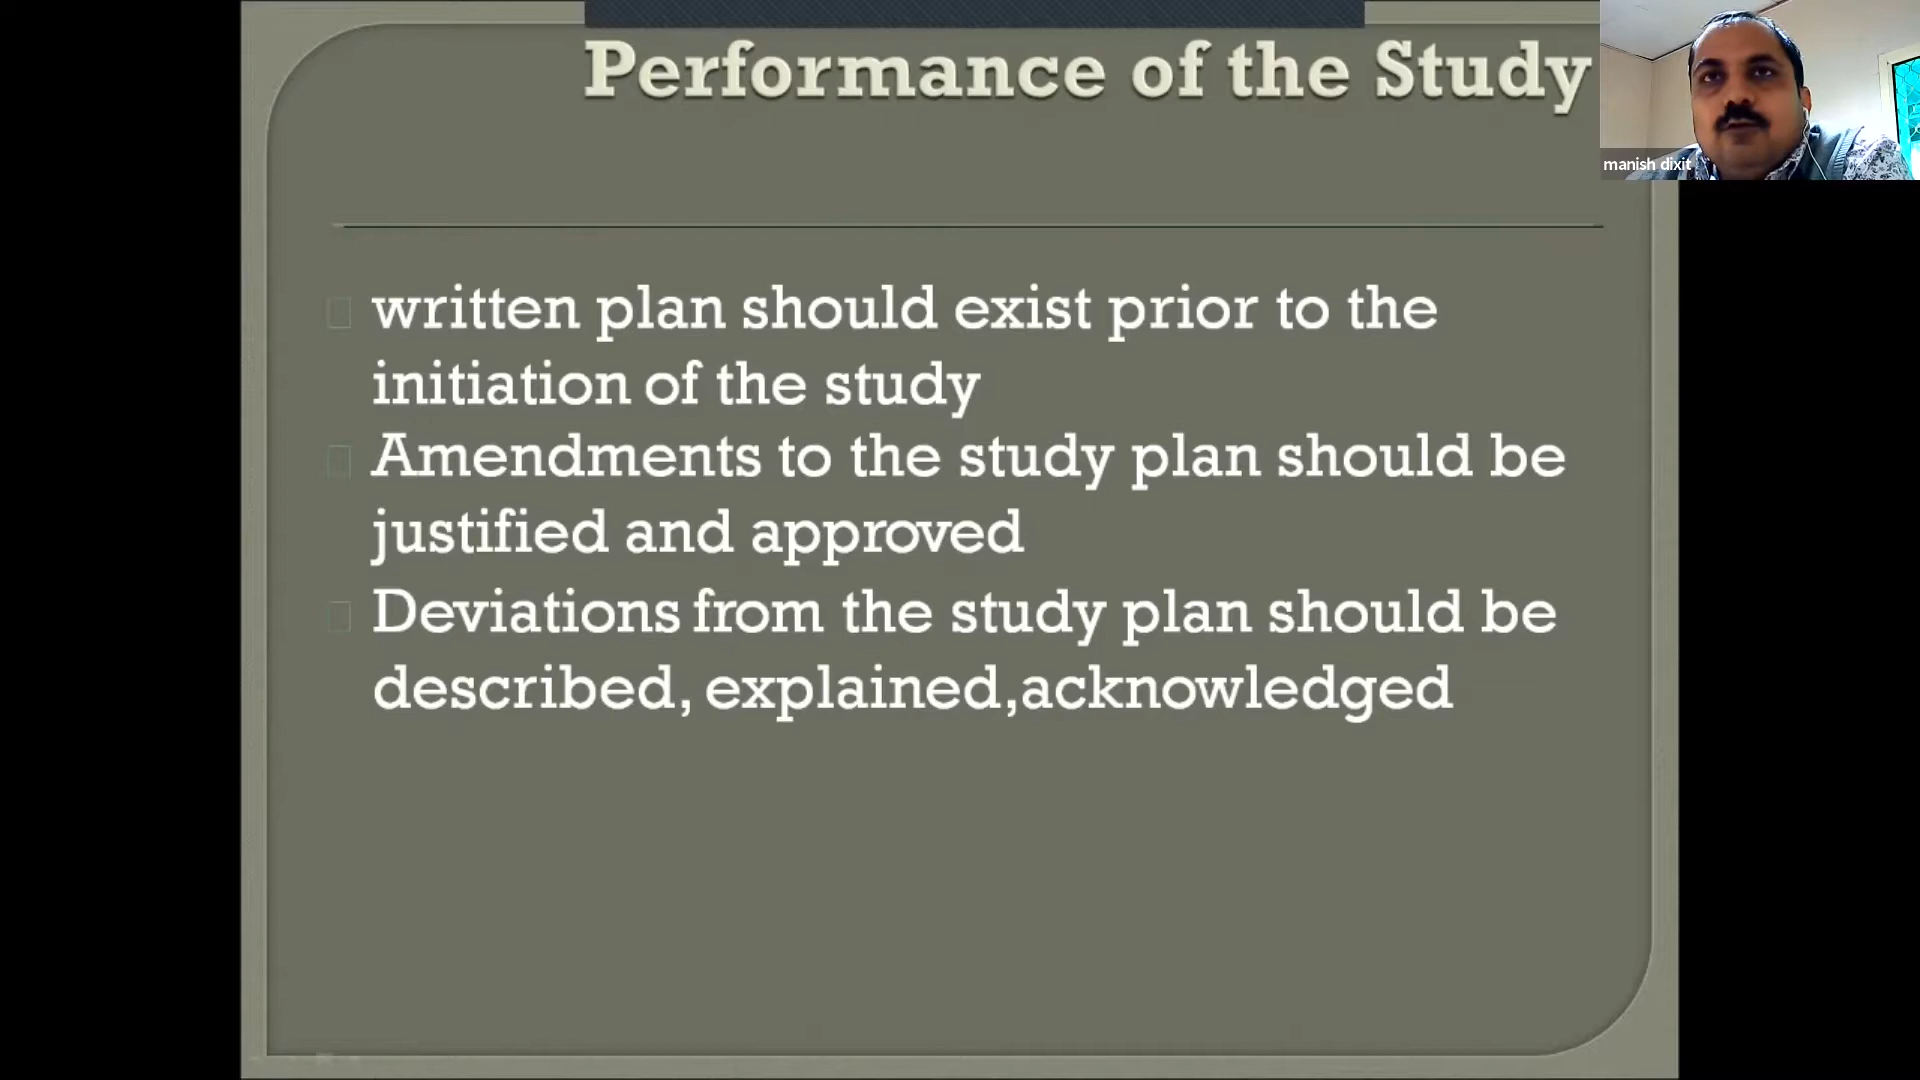 Performance of the Study
manish dixit
written plan should exist prior to the
initiation of the study
Amendments to the study plan should be
justified and approved
Deviations from the study plan should be
described, explained,acknowledged